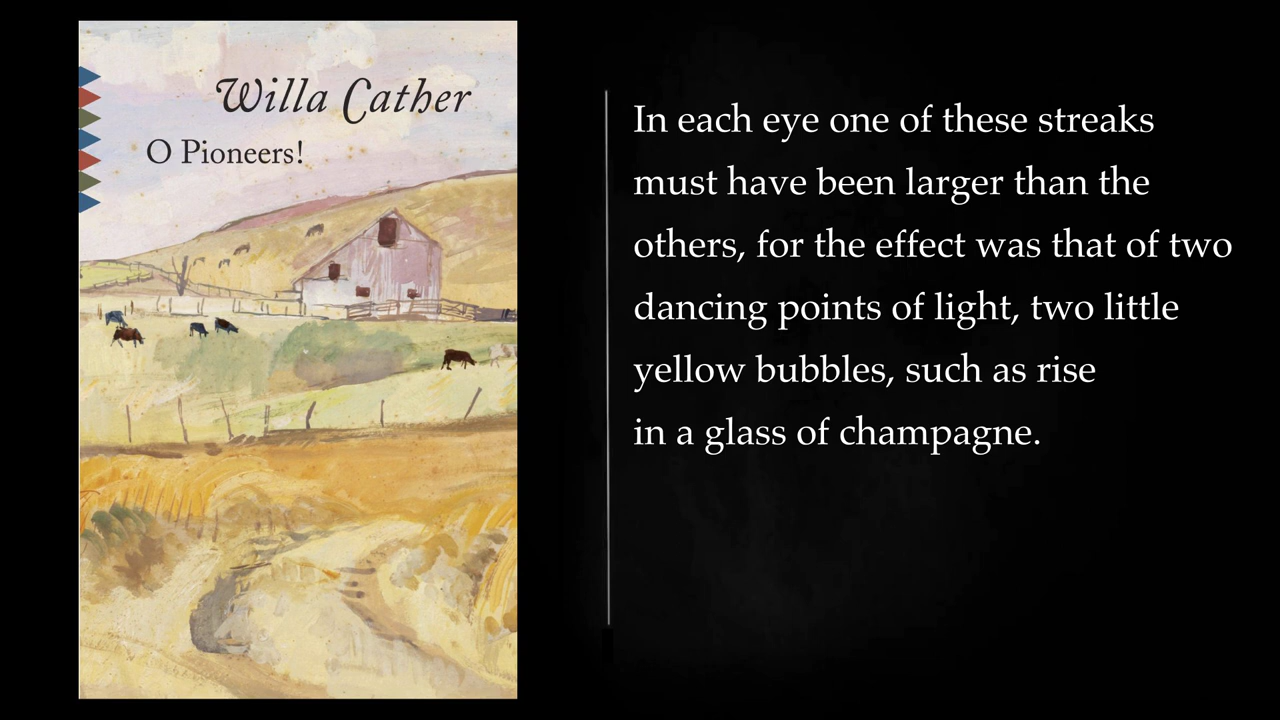 Willa Cather
O Pioneers!
In each eye one of these streaks
must have been larger than the
others, for the effect was that of two
dancing points of light, two little
yellow bubbles, such as rise
in a glass of champagne.